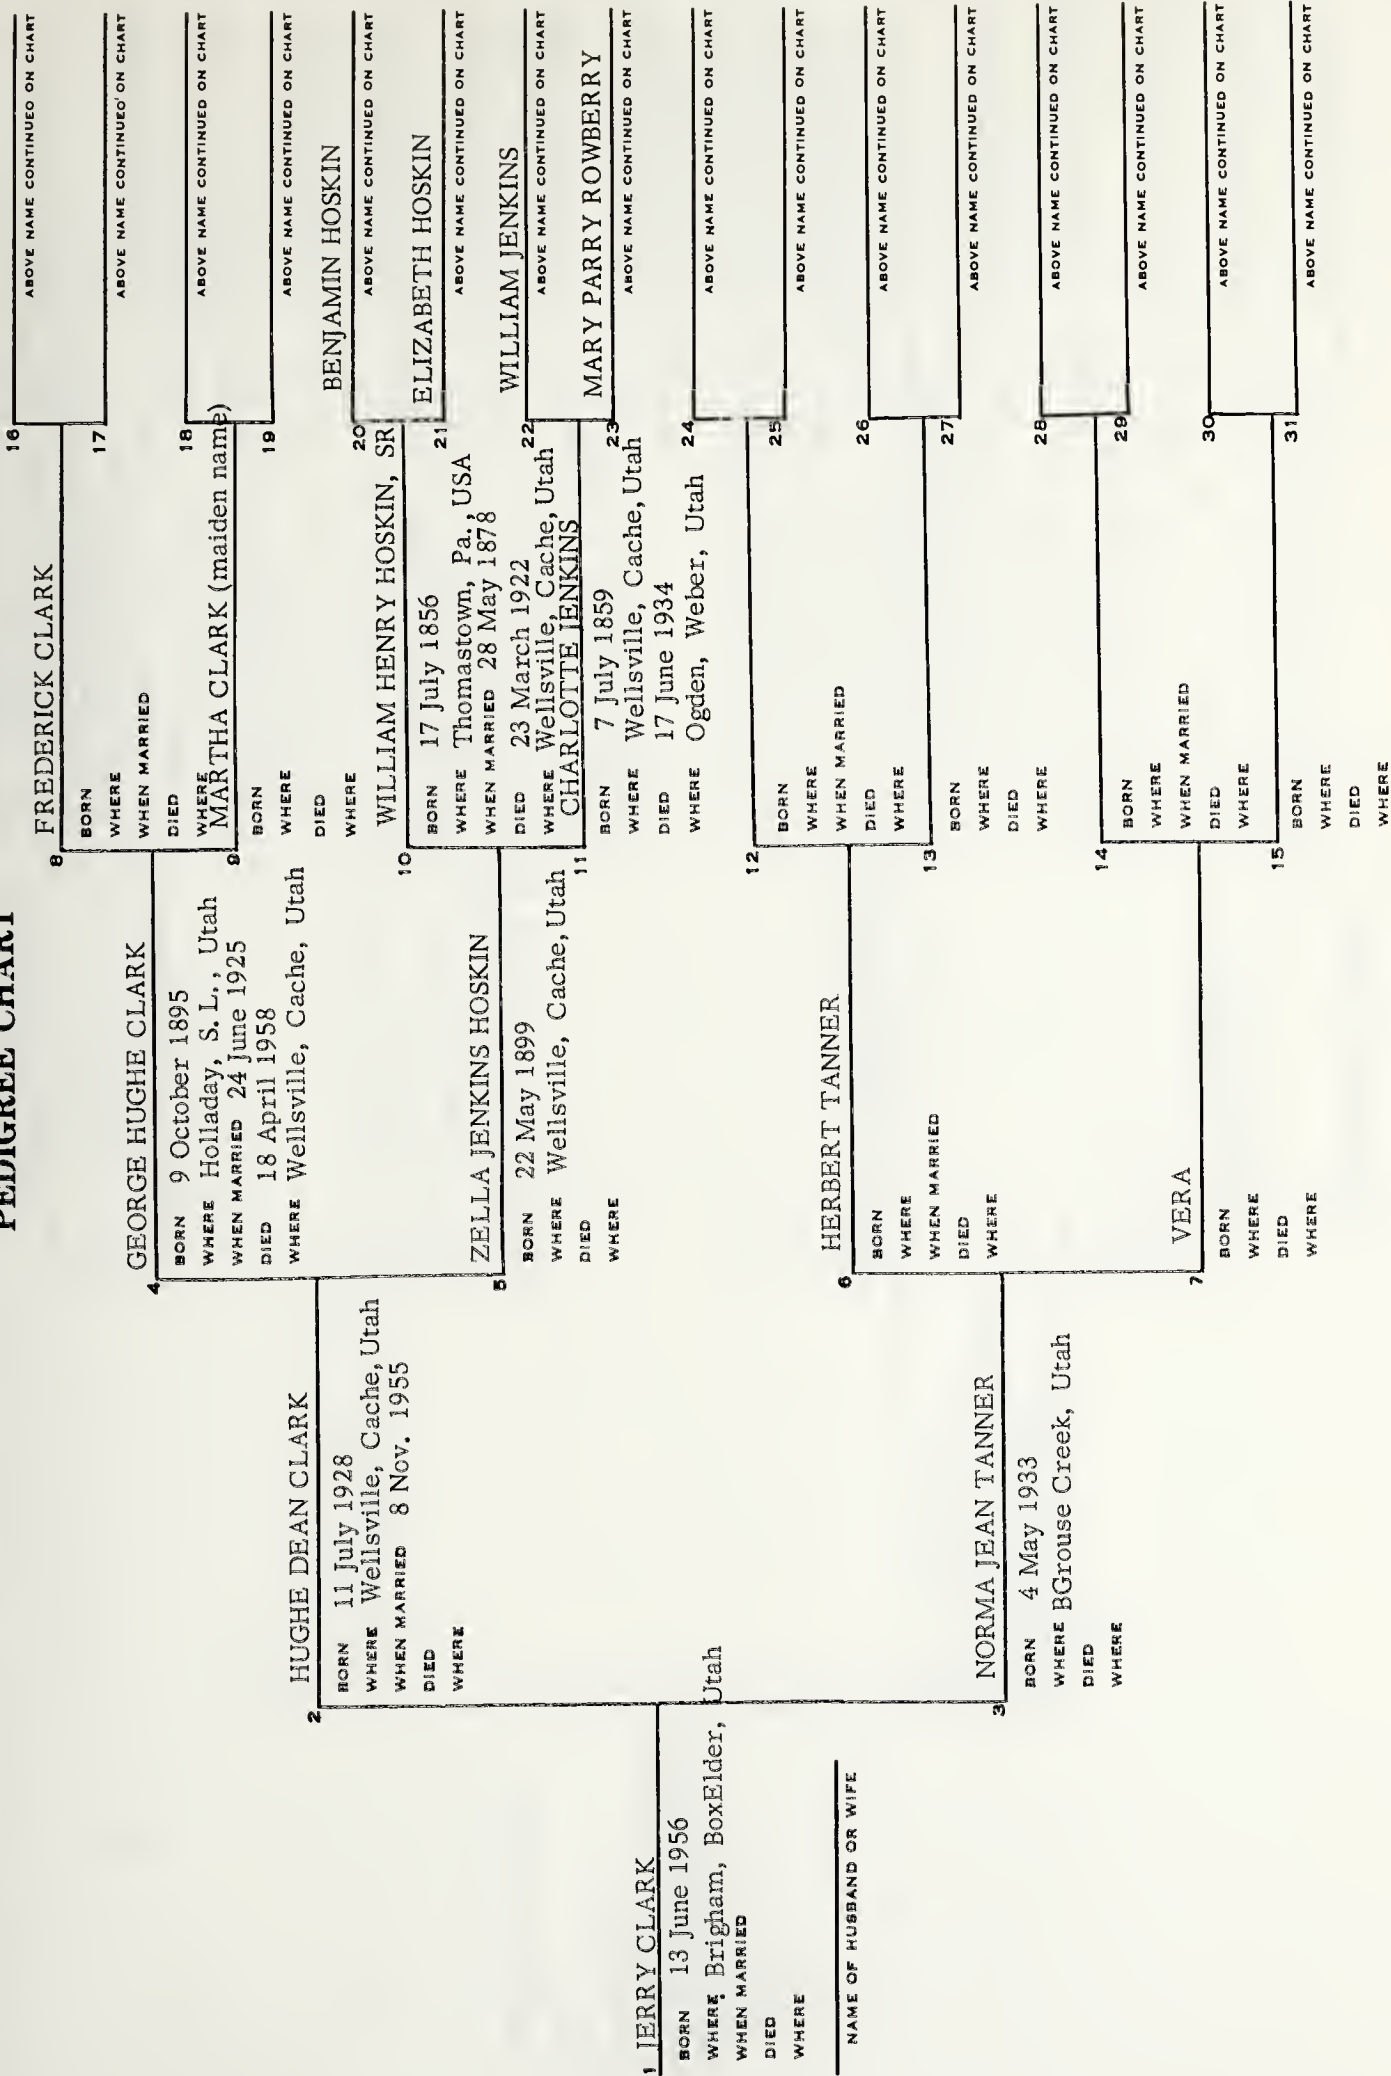 PEDIGREE CHART
1 JERRY CLARK
BORN 13 June 1956
WHERE Brigham, BoxElder, Utah
WHEN MARRIED
DIED
WHERE
NAME OF HUSBAND OR WIFE
2
HUGHE DEAN CLARK
BORN 11 July 1928
WHERE Wellsville, Cache, Utah
WHEN MARRIED 8 Nov. 1955
DIED
WHERE
3
NORMA JEAN TANNER
BORN 4 May 1933
WHERE BGrouse Creek, Utah
DIED
WHERE
4
GEORGE HUGHE CLARK
BORN 9 October 1895
WHERE Holladay, S. L., Utah
WHEN MARRIED 24 June 1925
DIED 18 April 1958
WHERE Wellsville, Cache, Utah
5
ZELLA JENKINS HOSKIN
BORN 22 May 1899
WHERE Wellsville, Cache, Utah
DIED
WHERE
6
HERBERT TANNER
BORN
WHERE
WHEN MARRIED
DIED
WHERE
7
VERA
BORN
WHERE
DIED
WHERE
8
FREDERICK CLARK
BORN
WHERE
WHEN MARRIED
DIED
WHERE
9
MARTHA CLARK (maiden name)
BORN
WHERE
DIED
WHERE
10
WILLIAM HENRY HOSKIN, SR
BORN 17 July 1856
WHERE Thomastown, Pa., USA
WHEN MARRIED 28 May 1878
DIED 23 March 1922
WHERE Wellsville, Cache, Utah
11
CHARLOTTE JENKINS
BORN 7 July 1859
WHERE Wellsville, Cache, Utah
DIED 17 June 1934
WHERE Ogden, Weber, Utah
12
BORN
WHERE
WHEN MARRIED
DIED
WHERE
13
BORN
WHERE
DIED
WHERE
14
BORN
WHERE
WHEN MARRIED
DIED
WHERE
15
BORN
WHERE
DIED
WHERE
16
ABOVE NAME CONTINUED ON CHART
17
ABOVE NAME CONTINUED' ON CHART
18
ABOVE NAME CONTINUED ON CHART
19
ABOVE NAME CONTINUED ON CHART
20
BENJAMIN HOSKIN
ABOVE NAME CONTINUED ON CHART
21
ELIZABETH HOSKIN
ABOVE NAME CONTINUED ON CHART
22
WILLIAM JENKINS
ABOVE NAME CONTINUED ON CHART
23
MARY PARRY ROWBERRY
ABOVE NAME CONTINUED ON CHART
24
ABOVE NAME CONTINUED ON CHART
25
ABOVE NAME CONTINUED ON CHART
26
ABOVE NAME CONTINUED ON CHART
27
ABOVE NAME CONTINUED ON CHART
28
ABOVE NAME CONTINUED ON CHART
29
ABOVE NAME CONTINUED ON CHART
30
ABOVE NAME CONTINUED ON CHART
31
ABOVE NAME CONTINUED ON CHART